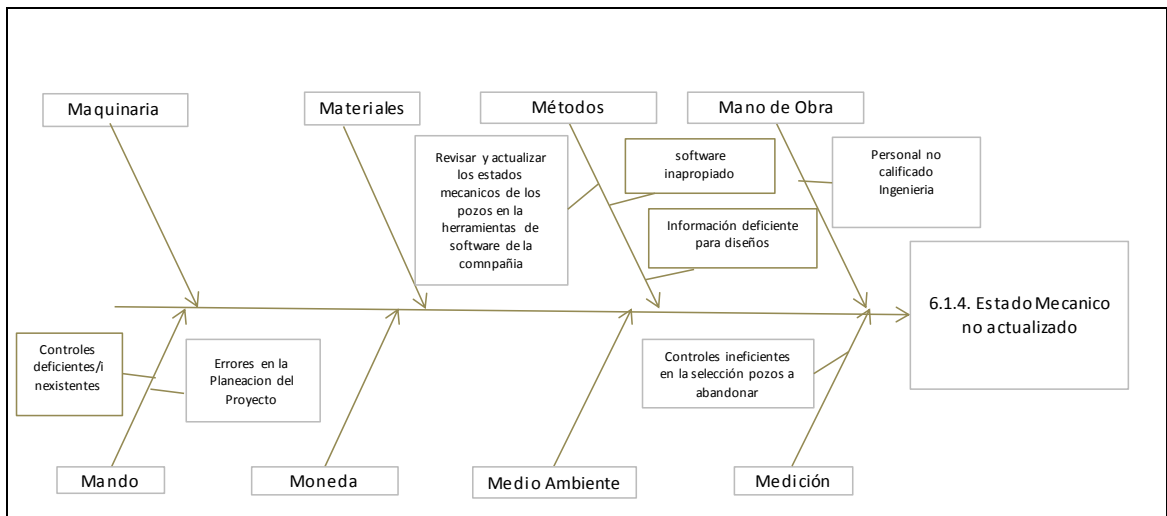 Maquinaria
Materiales
Métodos
Mano de Obra
Revisar y actualizar
los estados
mecanicos de los
pozos en la
herramientas de
software de la
comnpañia
software
inapropiado
Información deficiente
para diseños
Personal no
calificado
Ingenieria
6.1.4. Estado Mecanico
no actualizado
Controles
deficientes/i
nexistentes
Errores en la
Planeacion del
Proyecto
Controles ineficientes
en la selección pozos a
abandonar
Mando
Moneda
Medio Ambiente
Medición